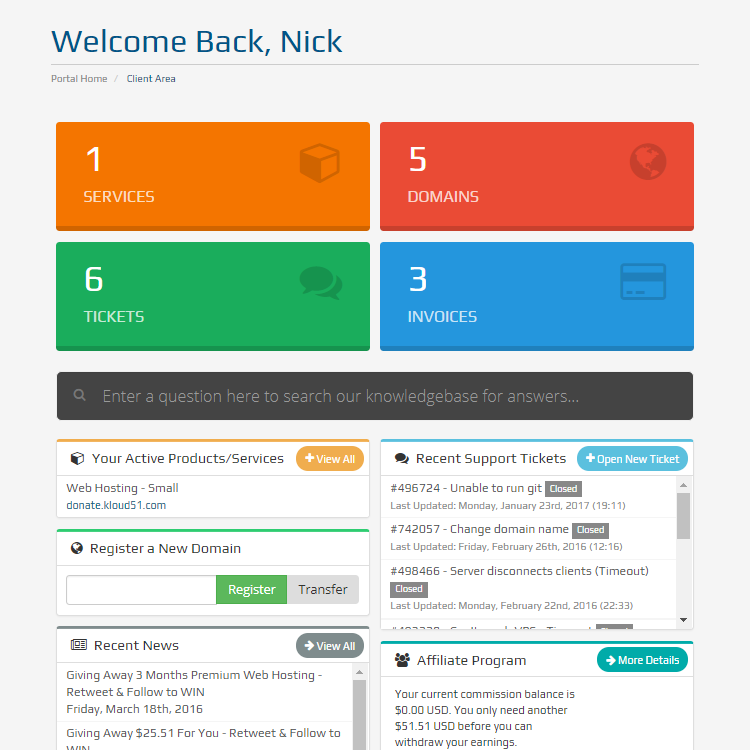 Welcome Back, Nick
Portal Home / Client Area
1
SERVICES
5
DOMAINS
6
TICKETS
3
INVOICES
Enter a question here to search our knowledgebase for answers...
Your Active Products/Services
View All
Web Hosting - Small
donate.kloud51.com
Register a New Domain
Register
Transfer
Recent News
View All
Giving Away 3 Months Premium Web Hosting -
Retweet & Follow to WIN
Friday, March 18th, 2016
Giving Away $25.51 For You - Retweet & Follow to
WIN
Recent Support Tickets
Open New Ticket
#496724 - Unable to run git Closed
Last Updated: Monday, January 23rd, 2017 (19:11)
#742057 - Change domain name Closed
Last Updated: Friday, February 26th, 2016 (12:16)
#498466 - Server disconnects clients (Timeout)
Closed
Last Updated: Monday, February 22nd, 2016 (22:33)
Affiliate Program
More Details
Your current commission balance is
$0.00 USD. You only need another
$51.51 USD before you can
withdraw your earnings.